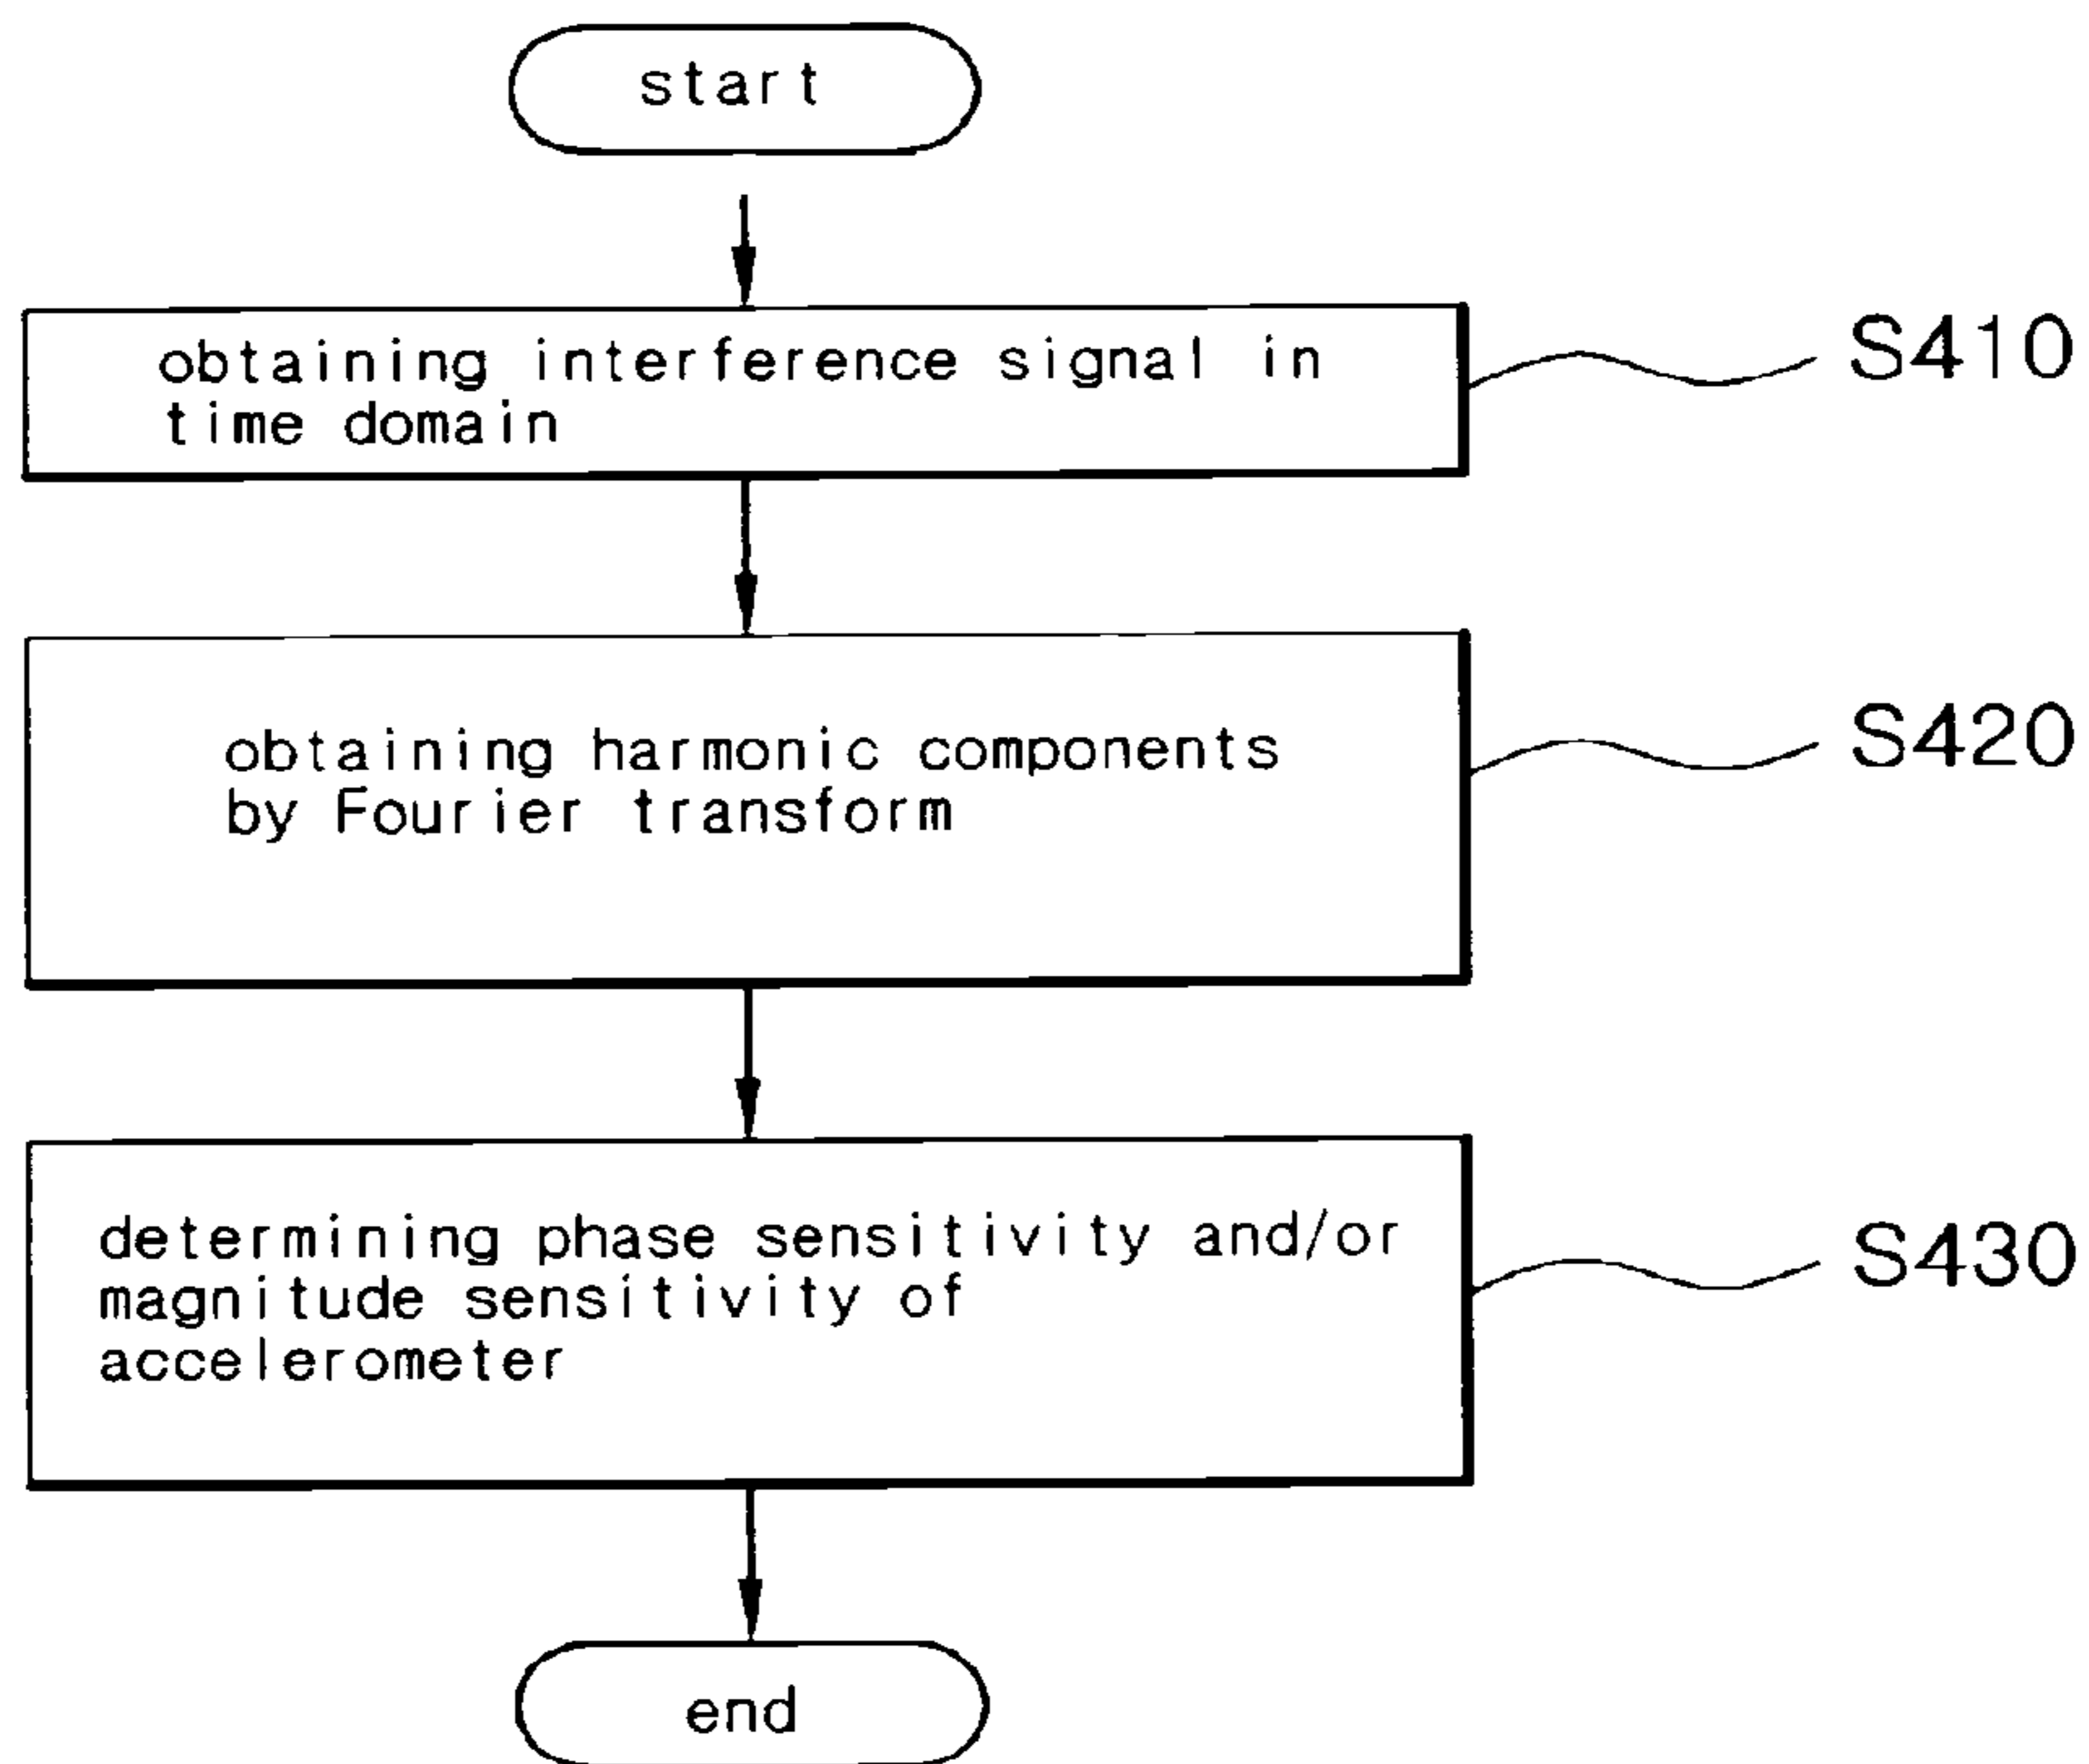 start
obtaining interference signal in
time domain
S410
obtaining harmonic components
by Fourier transform
S420
determining phase sensitivity and/or
magnitude sensitivity of
accelerometer
S430
end